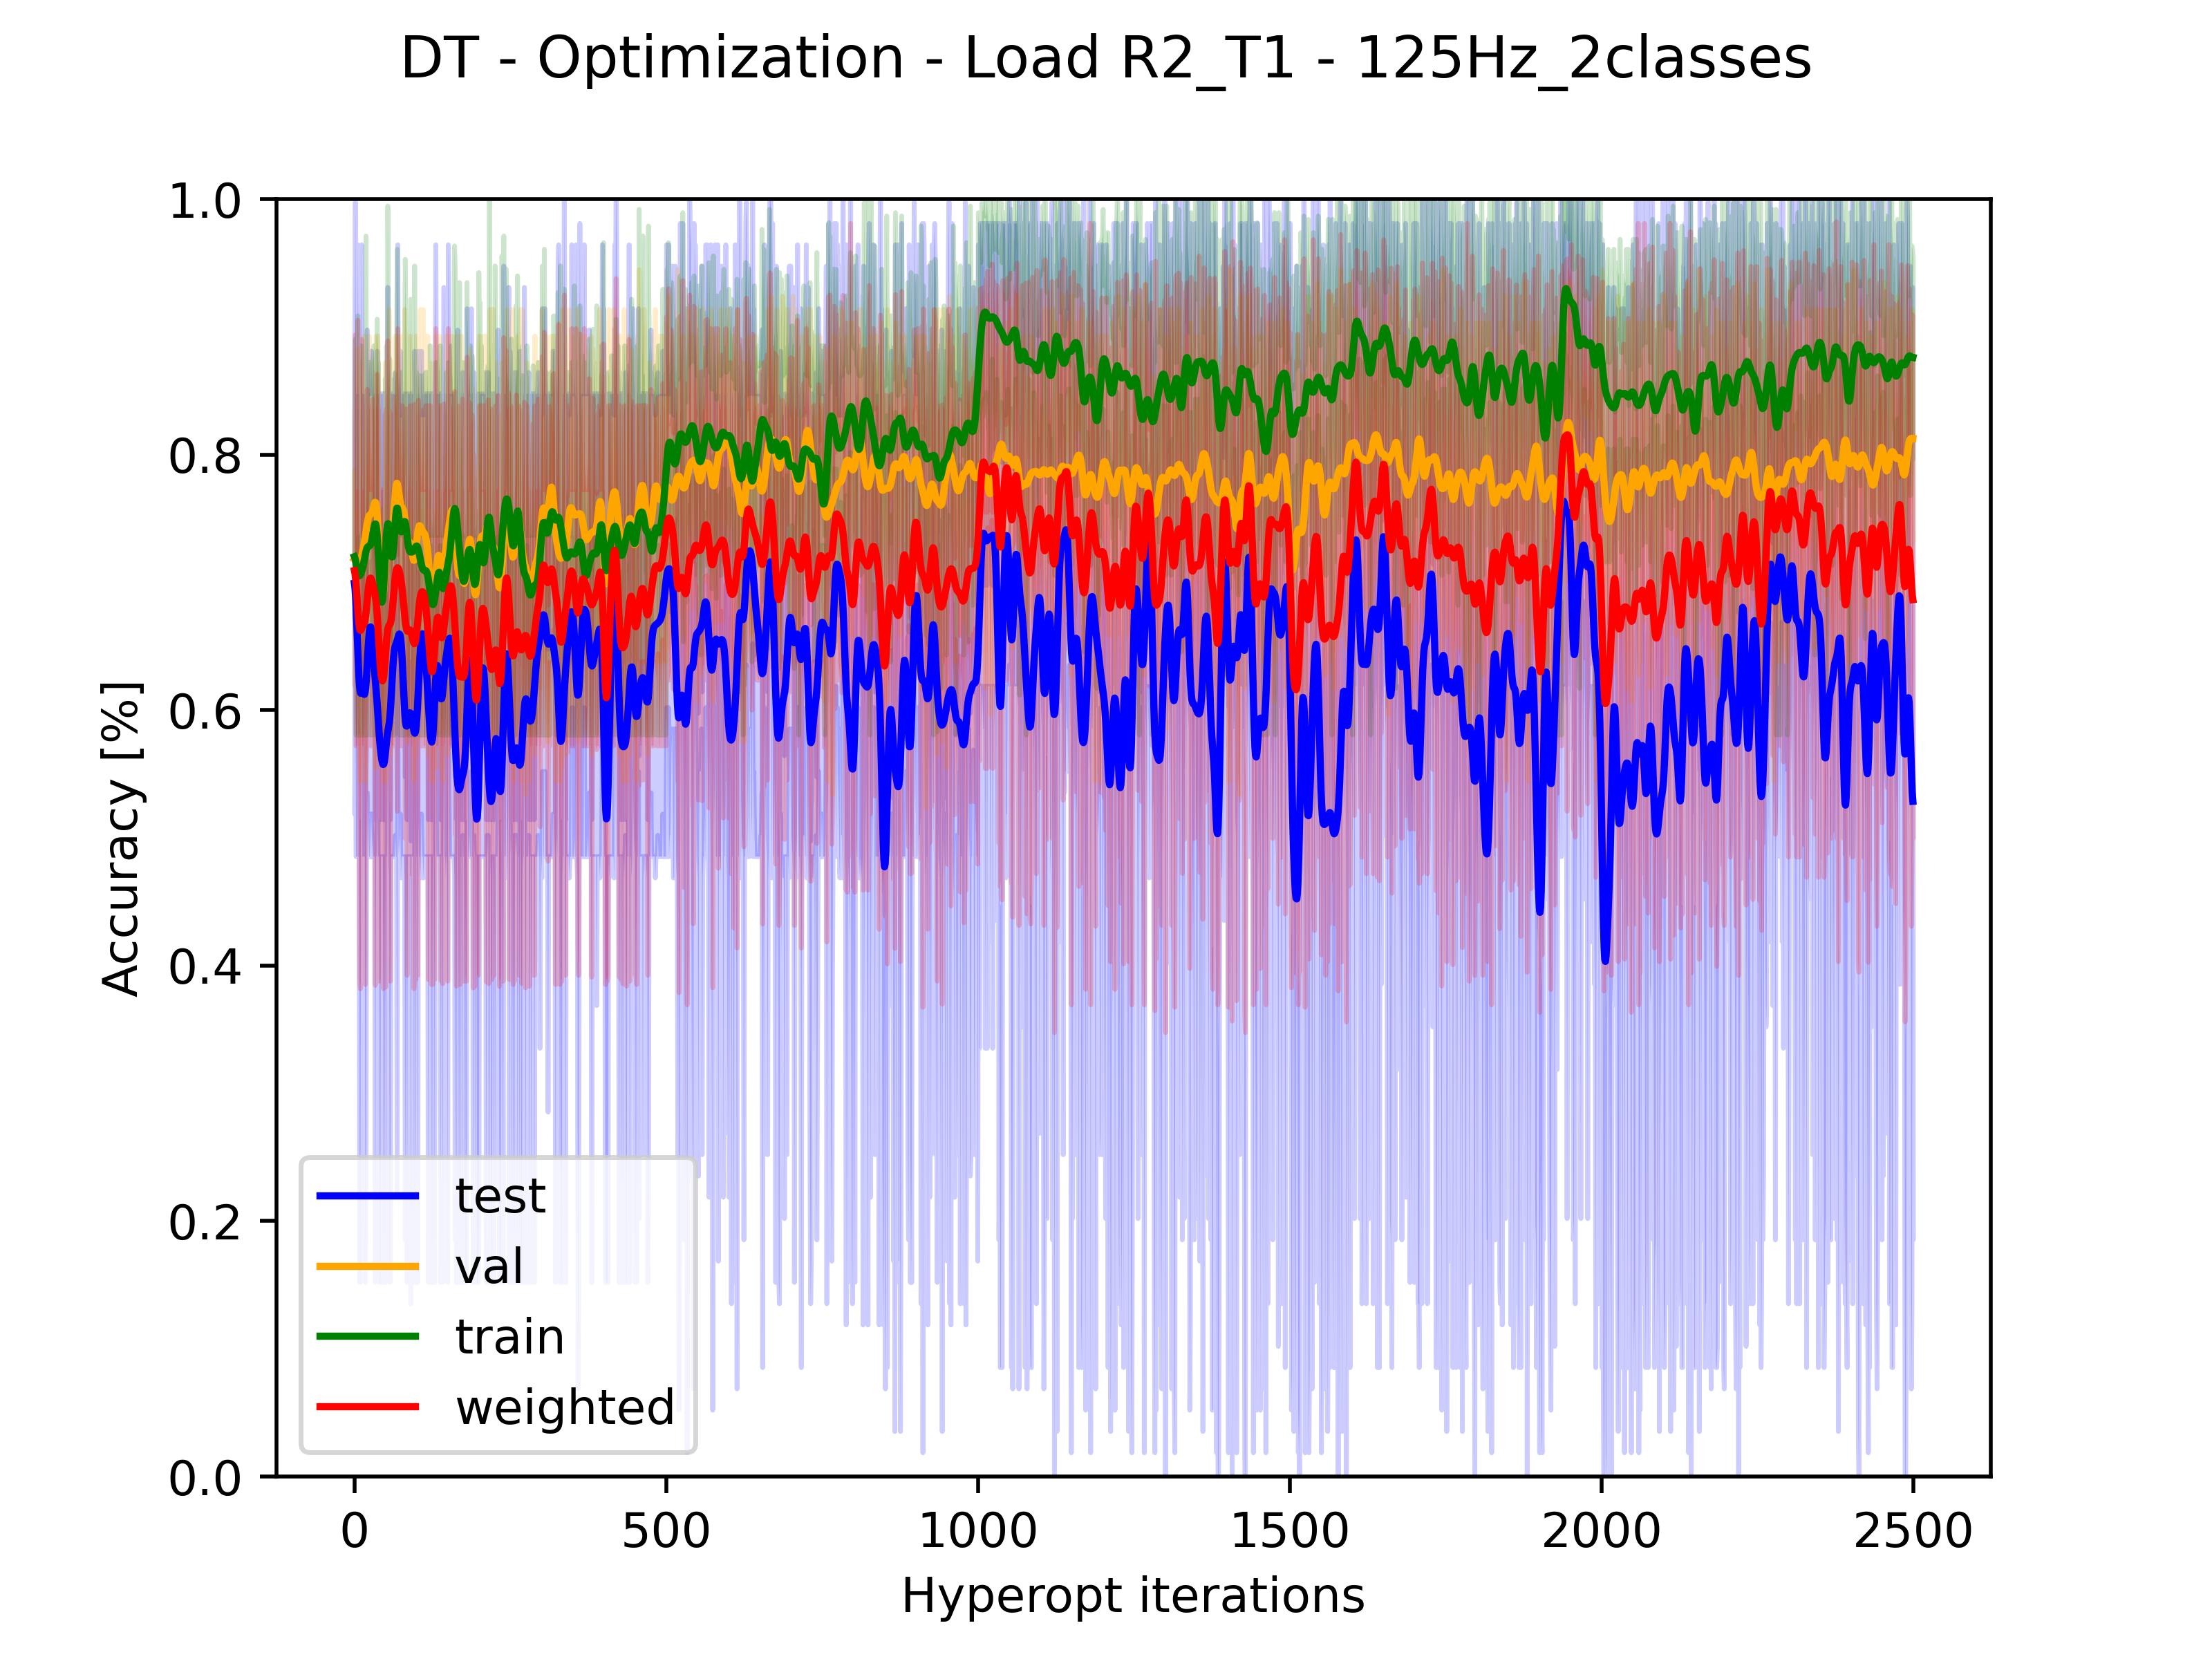 DT - Optimization - Load R2_T1 - 125Hz_2classes
1.0
0.8
0.6
0.4
0.2
0.0
Accuracy [%]
test
val
train
weighted
0 500 1000 1500 2000 2500
Hyperopt iterations